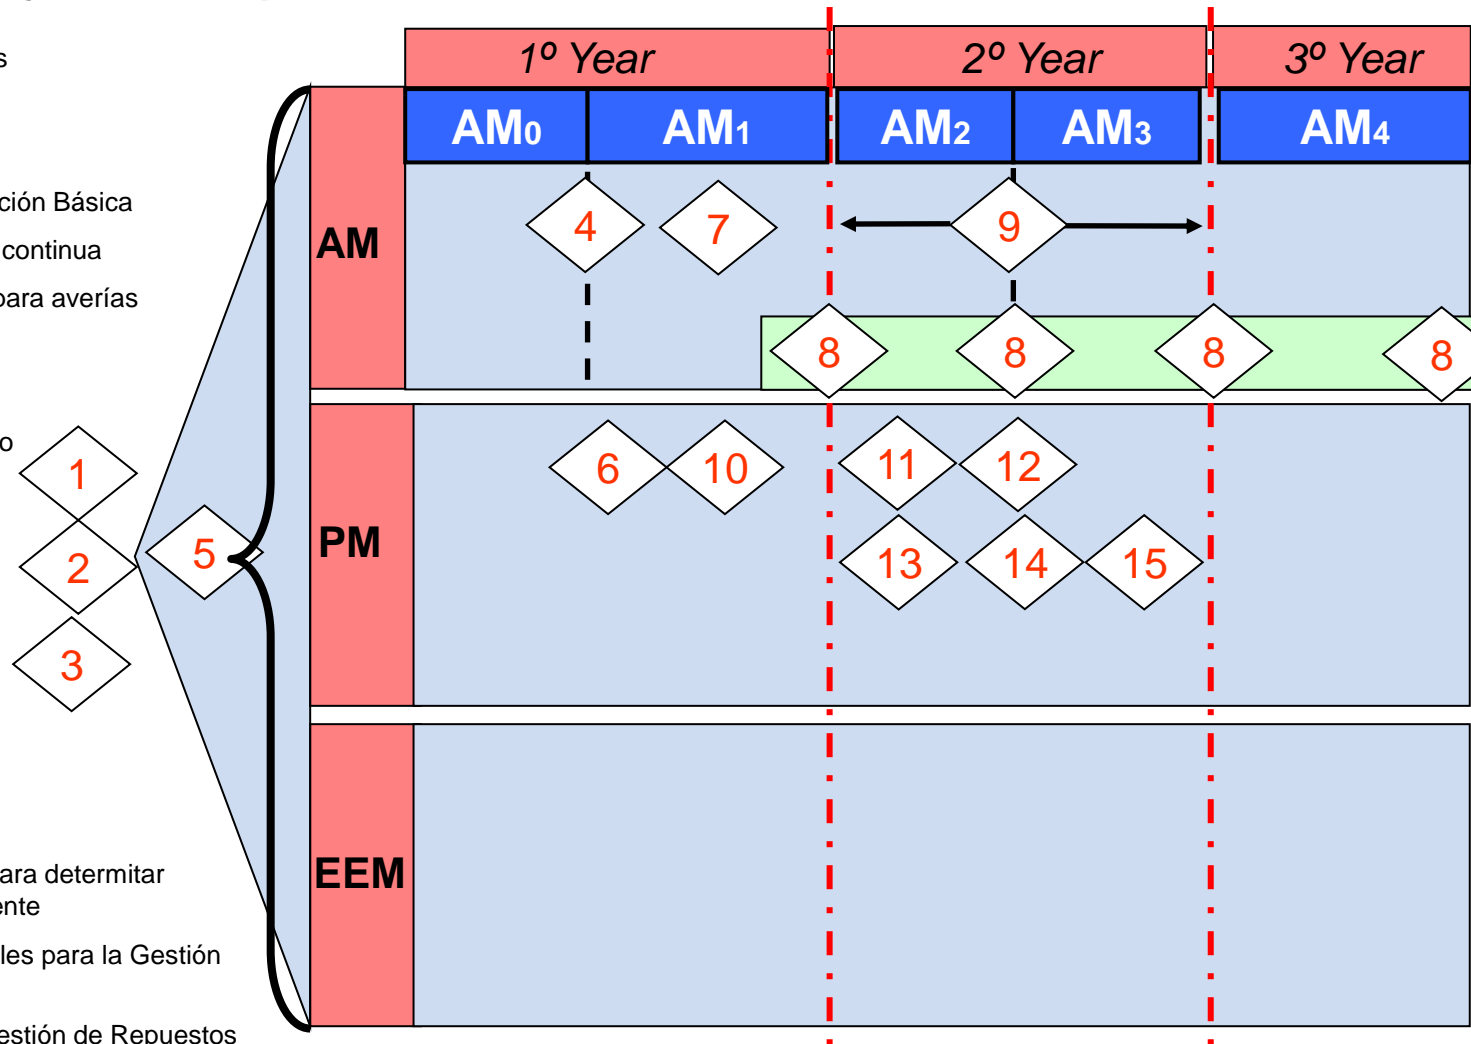 1º Year 2º Year 3º Year
AM0 AM1 AM2 AM3 AM4
s
ción Básica
continua
para averías
o
AM
4 7 9
8 8 8 8
1
2
3
5
PM
6 10 11 12
13 14 15
EEM
ara determitar
ente
les para la Gestión
estión de Repuestos